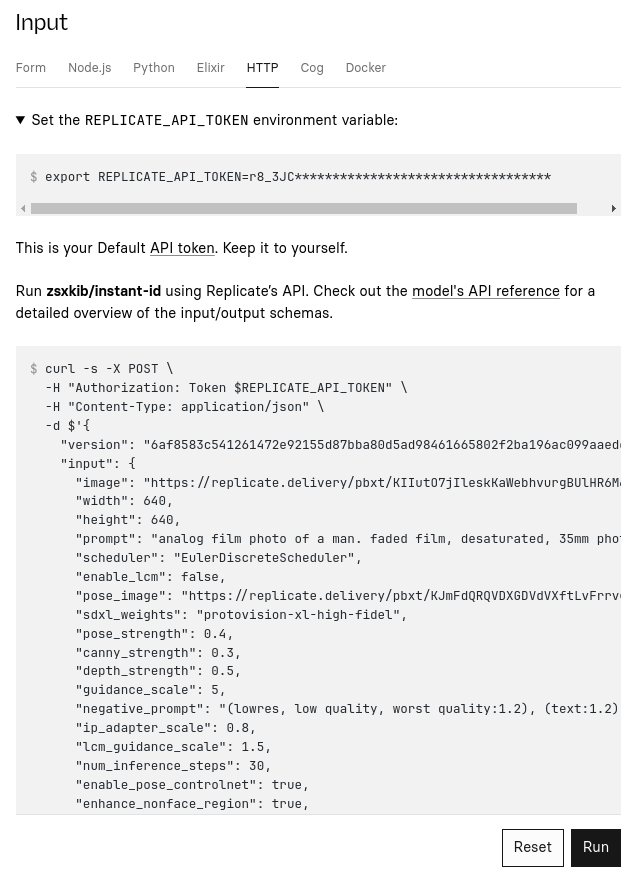 Input
Form Node.js Python Elixir HTTP Cog Docker
▼ Set the REPLICATE_API_TOKEN environment variable:
$ export REPLICATE_API_TOKEN=r8_3JC**********************************
This is your Default API token. Keep it to yourself.
Run zsxkib/instant-id using Replicate’s API. Check out the model's API reference for a
detailed overview of the input/output schemas.
$ curl -s -X POST \
-H "Authorization: Token $REPLICATE_API_TOKEN" \
-H "Content-Type: application/json" \
-d $'{
"version": "6af8583c541261472e92155d87bba80d5ad98461665802f2ba196ac099aaed
"input": {
"image": "https://replicate.delivery/pbxt/KIIutO7jIleskKaWebhvurgBUlHR6M
"width": 640,
"height": 640,
"prompt": "analog film photo of a man. faded film, desaturated, 35mm phot
"scheduler": "EulerDiscreteScheduler",
"enable_lcm": false,
"pose_image": "https://replicate.delivery/pbxt/KJmFdQRQVDXGDVdVXftLvFrrv
"sdxl_weights": "protovision-xl-high-fidel",
"pose_strength": 0.4,
"canny_strength": 0.3,
"depth_strength": 0.5,
"guidance_scale": 5,
"negative_prompt": "(lowres, low quality, worst quality:1.2), (text:1.2)
"ip_adapter_scale": 0.8,
"lcm_guidance_scale": 1.5,
"num_inference_steps": 30,
"enable_pose_controlnet": true,
"enhance_nonface_region": true,
Reset Run